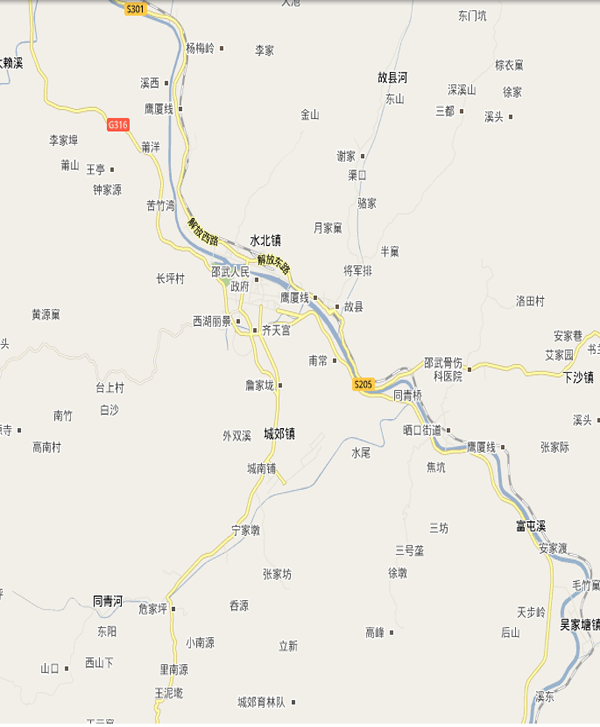 S301
杨梅岭
李家
东门坑
大赖溪
溪西
故县河
东山
棕衣窠
深溪山
徐家
三都
溪头
鹰厦线
G316
金山
李家埠
莆洋
莆山
王亭
钟家源
谢家
渠口
骆家
苦竹湾
解放西路
水北镇
月家窠
半窠
解放东路
邵武人民
政府
长坪村
将军排
鹰厦线
故县
洛田村
黄源窠
西湖丽景
齐天宫
安家巷
艾家园
头
莆常
邵武骨伤
科医院
下沙镇
詹家垅
S205
同青桥
台上村
白沙
南竹
高南村
外双溪
城郊镇
晒口街道
溪头
鹰厦线
张家际
水尾
城南铺
焦坑
宁家墩
三坊
富屯溪
三号垄
安家渡
张家坊
徐墩
毛竹窠
同青河
危家坪
呑源
天步岭
吴家塘镇
东阳
小南源
立新
高峰
后山
山口
西山下
里南源
王泥墘
城郊育林队
溪东